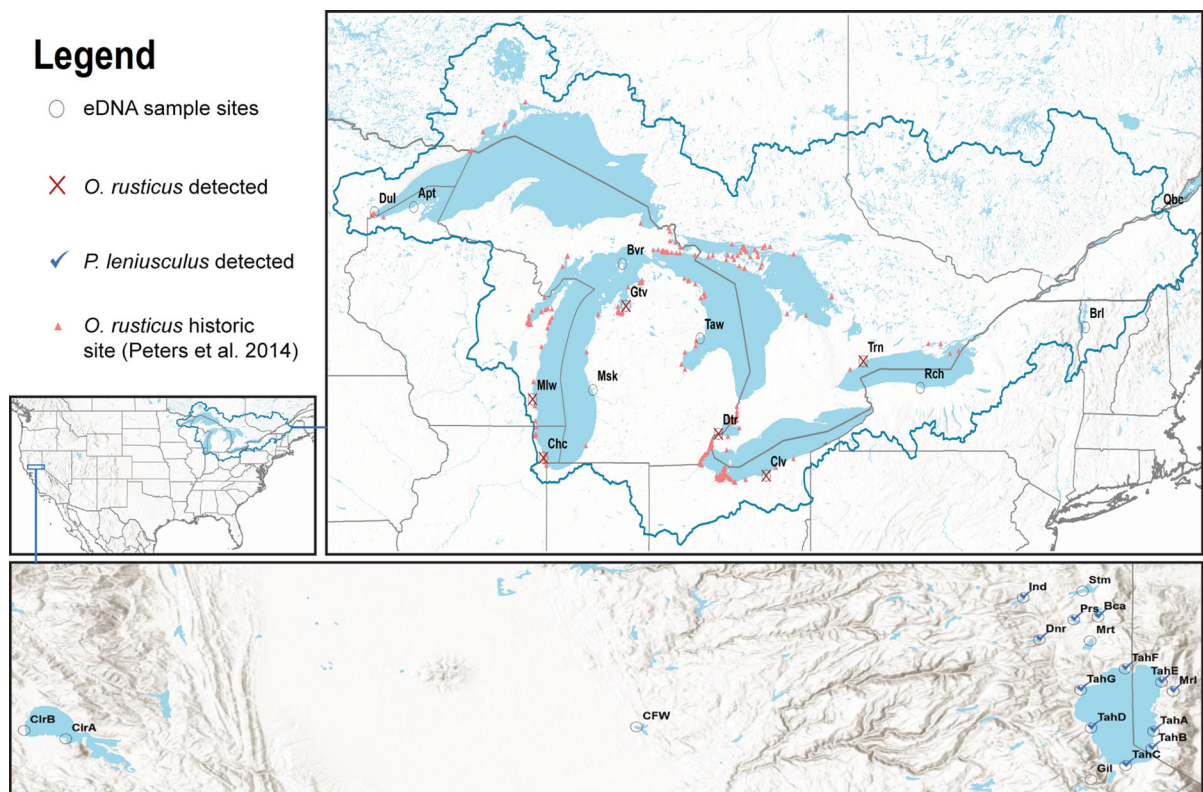 Legend
eDNA sample sites
O. rusticus detected
P. leniusculus detected
O. rusticus historic
site (Peters et al. 2014)
Dul
Apt
Qbc
Bvr
Gtv
Taw
Brl
Trn
Rch
Mlw
Msk
Dtr
Chc
Clv
Ind
Stm
Prs
Bca
Dnr
Mrt
TahF
TahE
TahG
Mrl
ClrB
ClrA
CFW
TahD
TahA
TahB
TahC
Gil